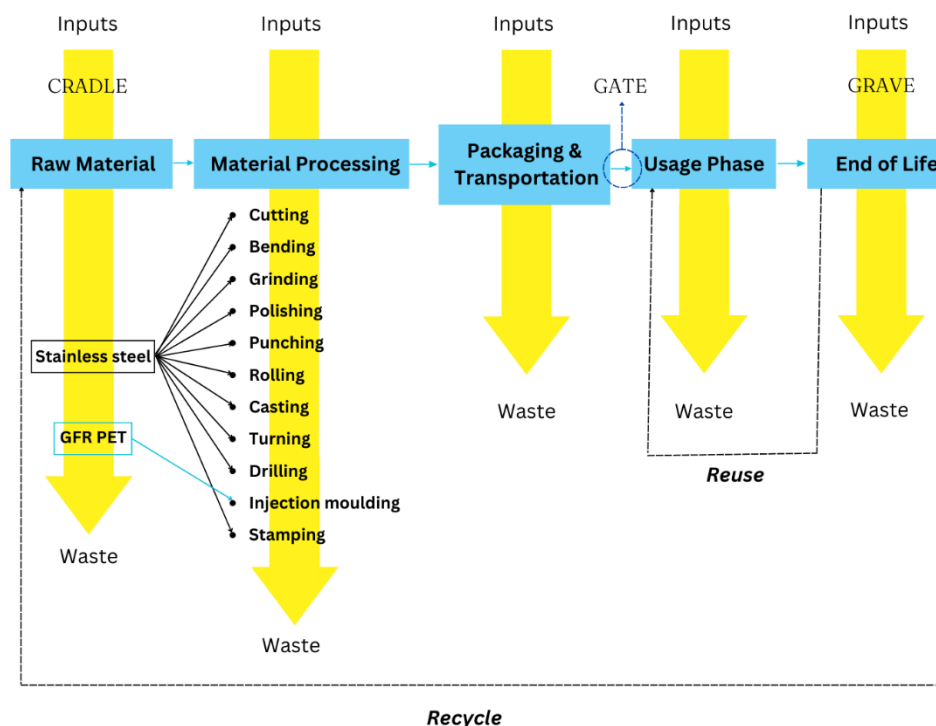 Inputs
Inputs
Inputs
Inputs
Inputs
CRADLE
GATE
GRAVE
Raw Material
Material Processing
Packaging &
Transportation
Usage Phase
End of Life
Cutting
Bending
Grinding
Polishing
Punching
Rolling
Casting
Turning
Drilling
Injection moulding
Stamping
Stainless steel
GFR PET
Waste
Waste
Waste
Waste
Waste
Reuse
Recycle